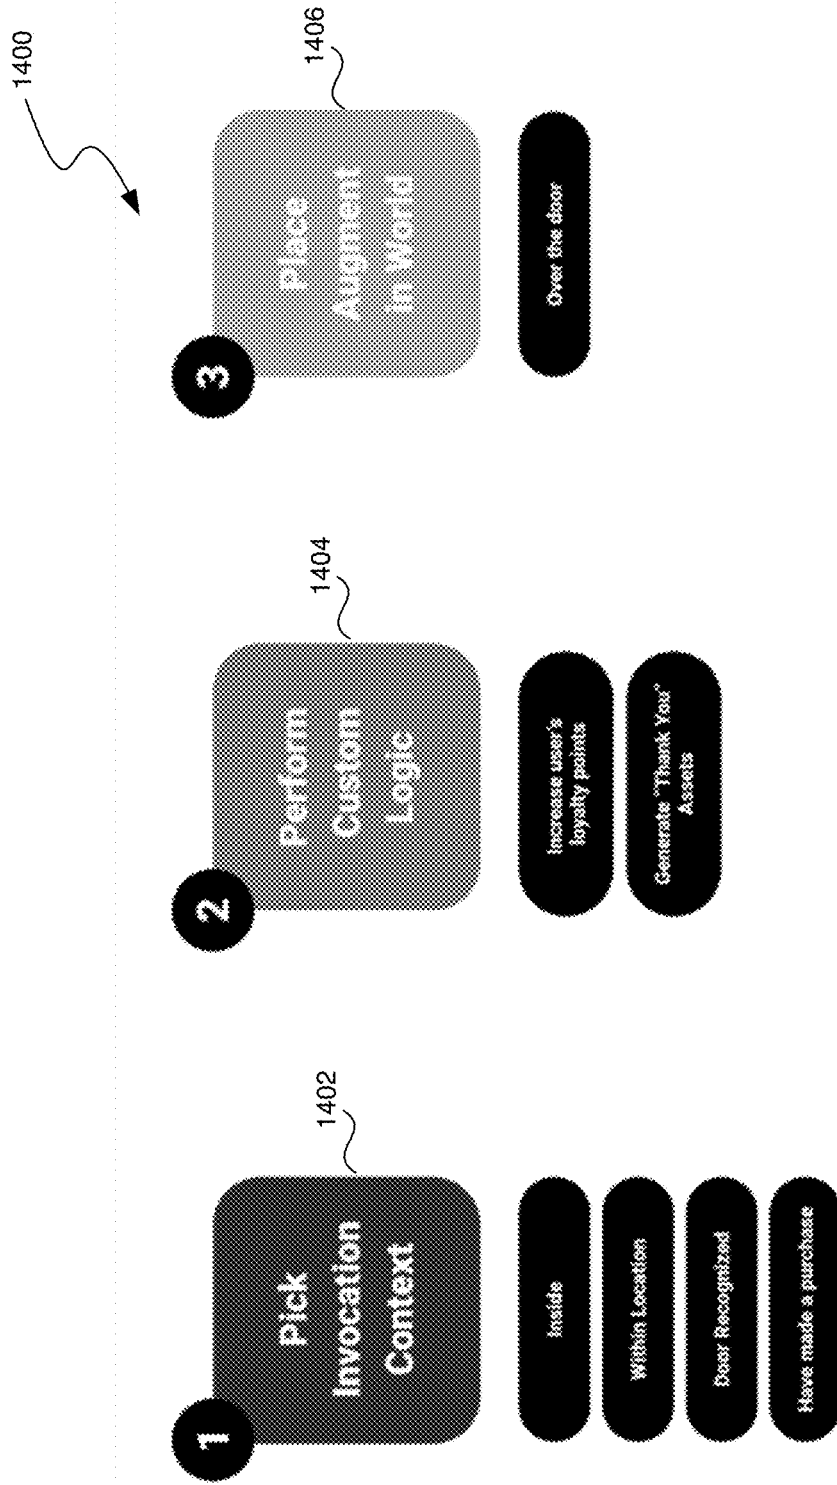 1400
1
Pick
Invocation
Context
1402
Inside
Within Location
Door Recognized
Have made a purchase
2
Perform
Custom
Logic
1404
Increase user's
loyalty points
Generate "Thank You"
Assets
3
Place
Augment
in World
1406
Over the door